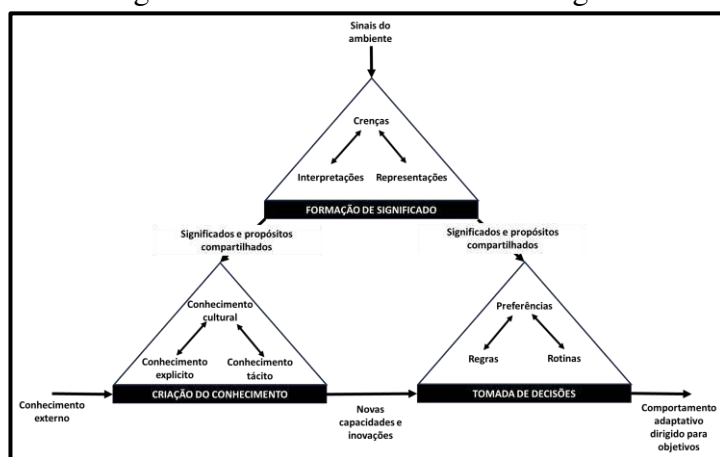 Sinais do
ambiente
Crenças
Interpretações Representações
FORMAÇÃO DE SIGNIFICADO
Significados e propósitos
compartilhados
Significados e propósitos
compartilhados
Conhecimento
cultural
Conhecimento
explicito
Conhecimento
tácito
CRIAÇÃO DO CONHECIMENTO
Preferências
Regras
Rotinas
TOMADA DE DECISÕES
Conhecimento
externo
Novas
capacidades e
inovações
Comportamento
adaptativo
dirigido para
objetivos